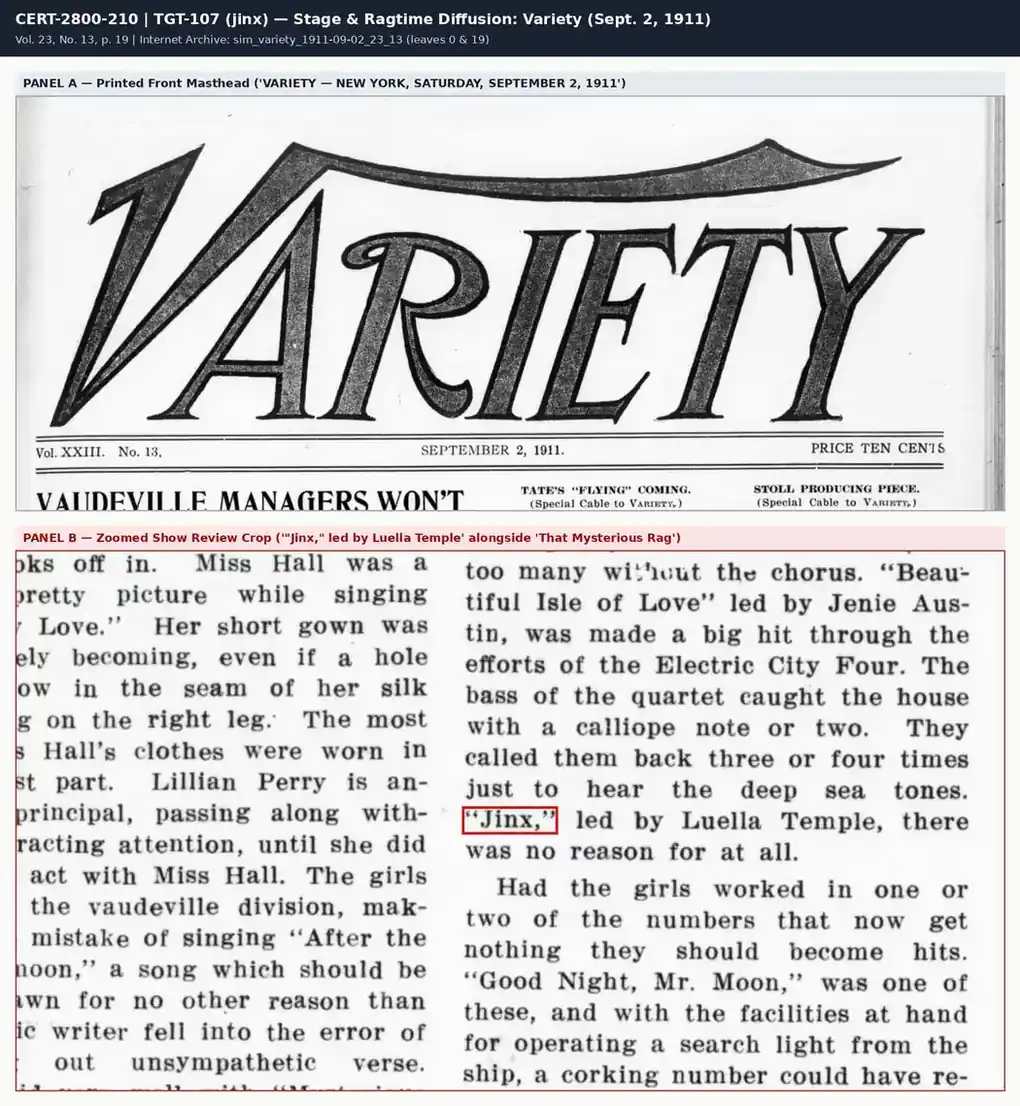 CERT-2800-210 | TGT-107 (jinx) — Stage & Ragtime Diffusion: Variety (Sept. 2, 1911)
Vol. 23, No. 13, p. 19 | Internet Archive: sim_variety_1911-09-02_23_13 (leaves 0 & 19)
PANEL A — Printed Front Masthead ('VARIETY — NEW YORK, SATURDAY, SEPTEMBER 2, 1911')
VARIETY
Vol. XXIII. No. 13. SEPTEMBER 2, 1911. PRICE TEN CENTS
VAUDEVILLE MANAGERS WON'T
TATE'S "FLYING" COMING.
(Special Cable to VARIETY.)
STOLL PRODUCING PIECE.
(Special Cable to VARIETY.)
PANEL B — Zoomed Show Review Crop ('"Jinx," led by Luella Temple' alongside 'That Mysterious Rag')
off in. Miss Hall was a
pretty picture while singing
Love." Her short gown was
becoming, even if a hole
in the seam of her silk
on the right leg. The most
Hall's clothes were worn in
part. Lillian Perry is an-
principal, passing along with-
attention, until she did
act with Miss Hall. The girls
the vaudeville division, mak-
mistake of singing "After the
a song which should be
for no other reason than
writer fell into the error of
out unsympathetic verse.
too many without the chorus. "Beau-
tiful Isle of Love" led by Jenie Aus-
tin, was made a big hit through the
efforts of the Electric City Four. The
bass of the quartet caught the house
with a calliope note or two. They
called them back three or four times
just to hear the deep sea tones.
"Jinx," led by Luella Temple, there
was no reason for at all.
Had the girls worked in one or
two of the numbers that now get
nothing they should become hits.
"Good Night, Mr. Moon," was one of
these, and with the facilities at hand
for operating a search light from the
ship, a corking number could have re-